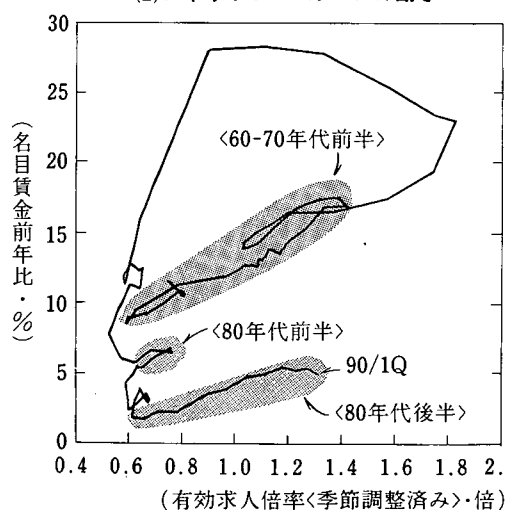 30
25
20
15
10
5
0
(名目賃金前年比・%)
<60-70年代前半>
<80年代前半>
90/1Q
<80年代後半>
0.4 0.6 0.8 1.0 1.2 1.4 1.6 1.8 2.
(有効求人倍率<季節調整済み>・倍)